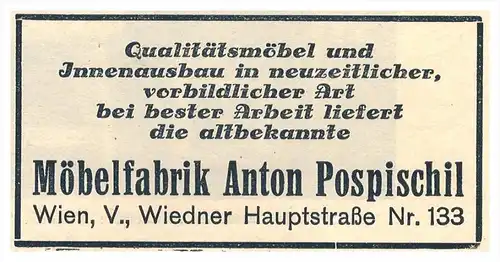 Qualitätsmöbel und
Innenausbau in neuzeitlicher,
vorbildlicher Art
bei bester Arbeit liefert
die altbekannte
Möbelfabrik Anton Pospischil
Wien, V., Wiedner Hauptstraße Nr. 133